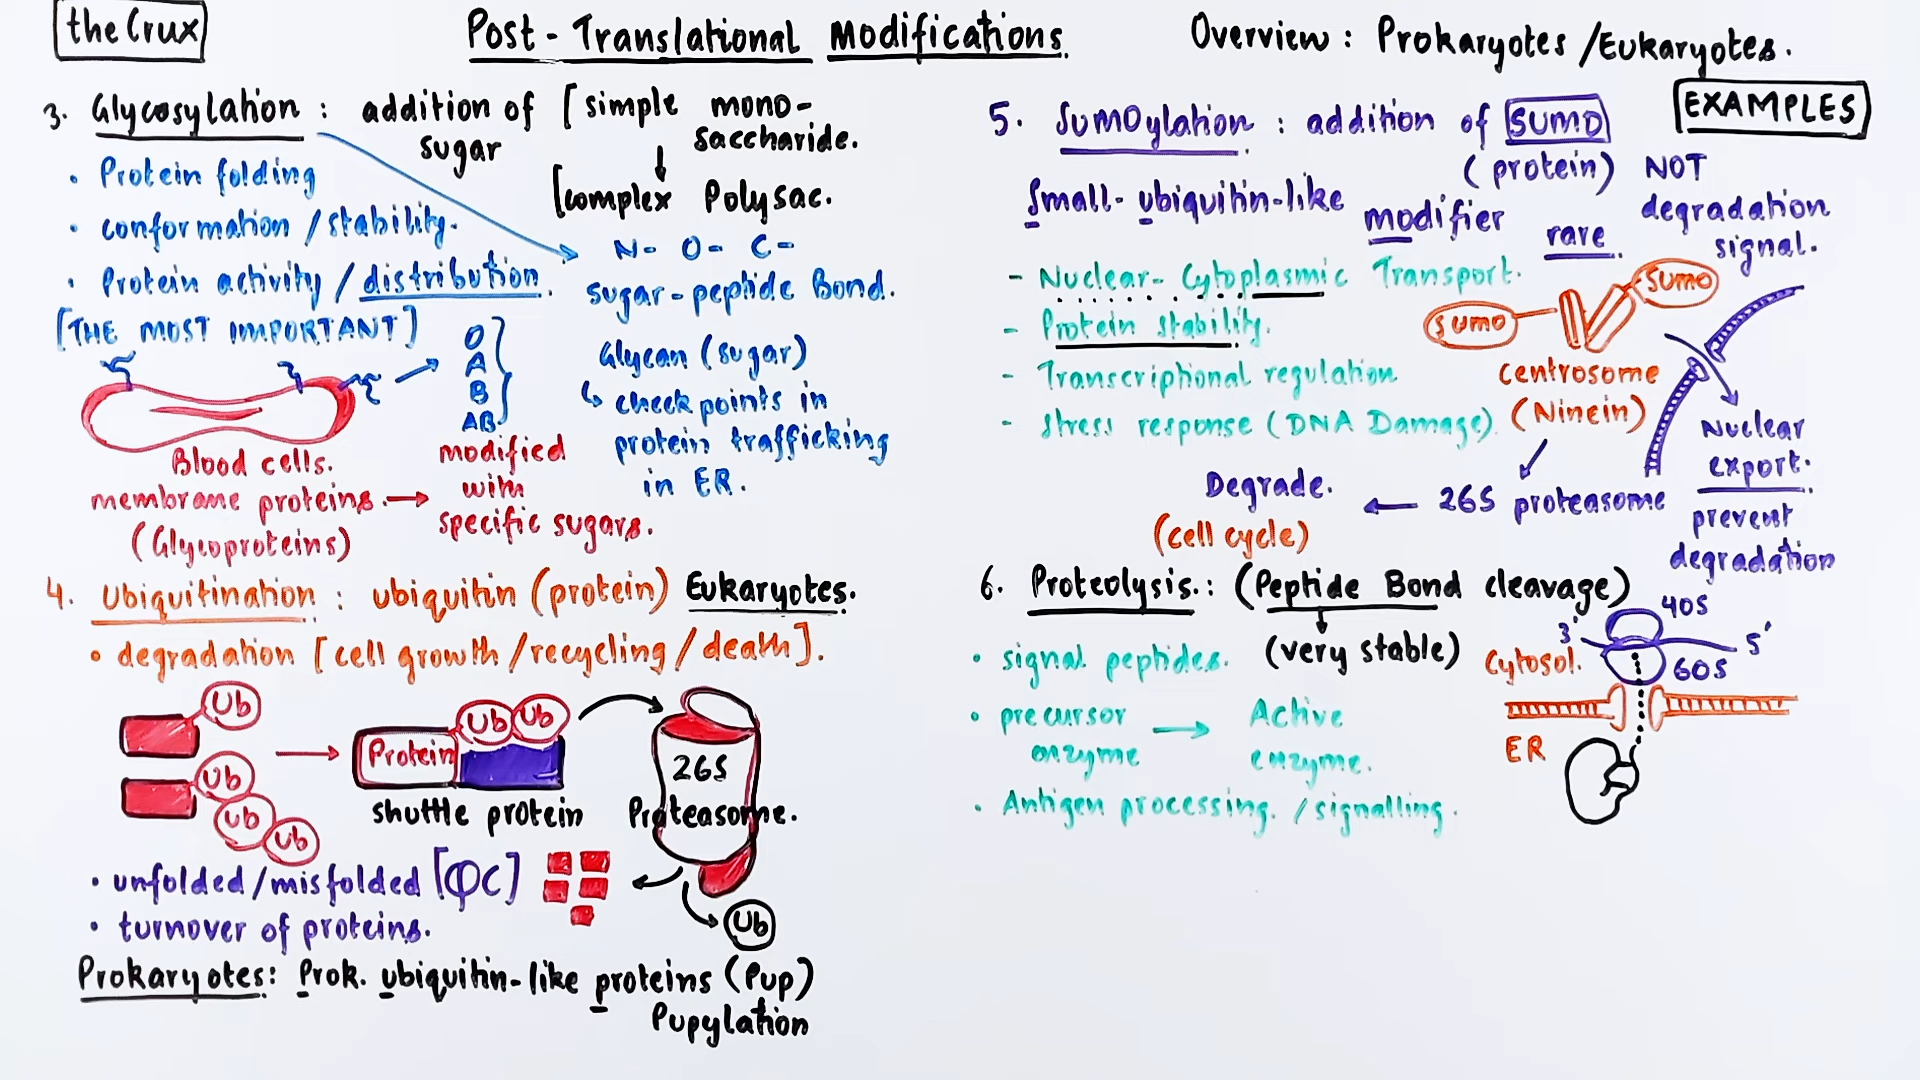 the Crux
Post-Translational Modifications
Overview: Prokaryotes/Eukaryotes.
EXAMPLES
3. Glycosylation : addition of [simple mono-
sugar saccharide.
[complex Polysac.
• Protein folding
• conformation/stability.
• Protein activity/distribution.
[THE MOST IMPORTANT]
N- O- C-
sugar-peptide Bond.
Glycan (sugar)
↳ check points in
protein trafficking
in ER.
O
A
B
AB
Blood cells.
membrane proteins. →
(Glycoproteins)
modified
with
specific sugars.
4. Ubiquitination : ubiquitin (protein) Eukaryotes.
• degradation [cell growth/recycling/death].
Ub
Ub
Ub
Ub
Protein
Ub Ub
shuttle protein
26S
Proteasome.
Ub
• unfolded/misfolded [QC]
• turnover of proteins.
Prokaryotes: Prok. ubiquitin-like proteins (Pup)
Pupylation
5. SUMOylation : addition of SUMO
(protein)
NOT
degradation
signal.
Small-ubiquitin-like
modifier
rare.
- Nuclear-Cytoplasmic Transport.
- Protein stability.
- Transcriptional regulation
- Stress response (DNA Damage).
SUMO
SUMO
centrosome
(Ninein)
26S proteasome
Degrade.
(cell cycle)
Nuclear
export.
prevent
degradation
6. Proteolysis.: (Peptide Bond cleavage)
(very stable)
• signal peptides.
• precursor → Active
enzyme enzyme.
• Antigen processing./signalling.
40S
3' 5'
60S
Cytosol.
ER